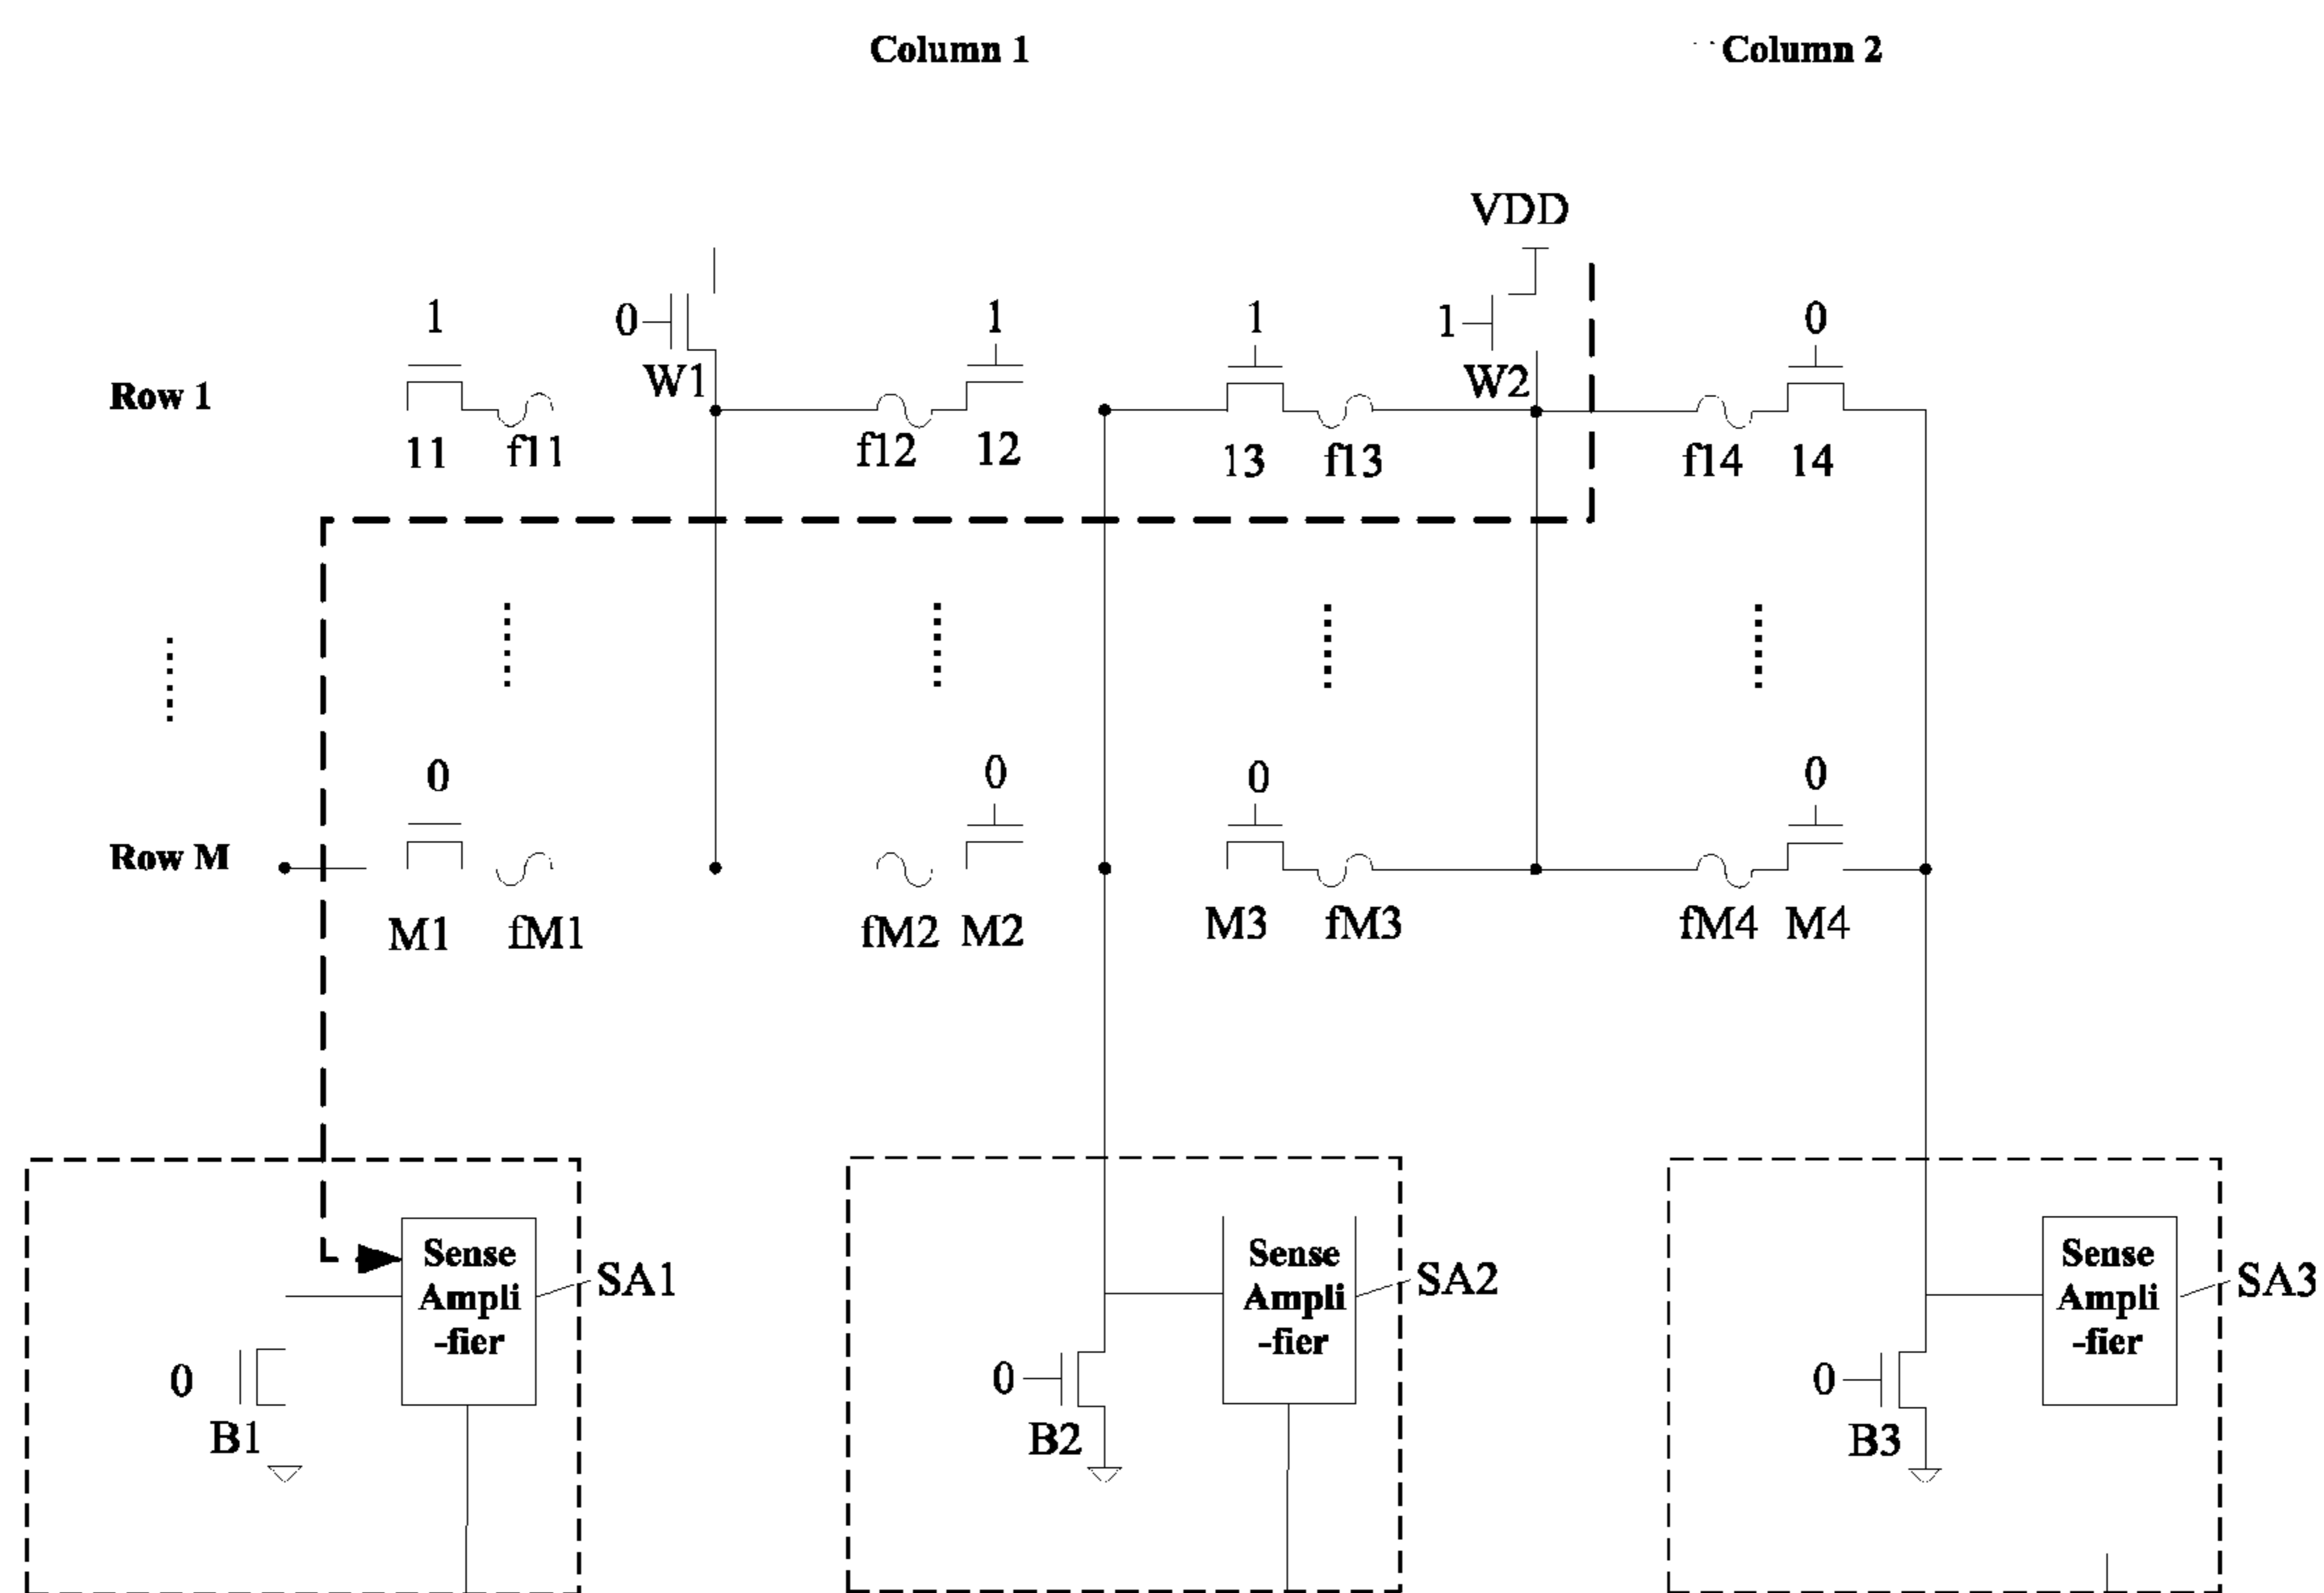 Column 1 Column 2
VDD
1 0 1 1 1 0
W1 W2
Row 1
11 f11 f12 12 13 f13 f14 14
0 0 0 0
Row M
M1 fM1 fM2 M2 M3 fM3 fM4 M4
Sense Ampli -fier SA1
Sense Ampli -fier SA2
Sense Ampli -fier SA3
0 B1
0 B2
0 B3